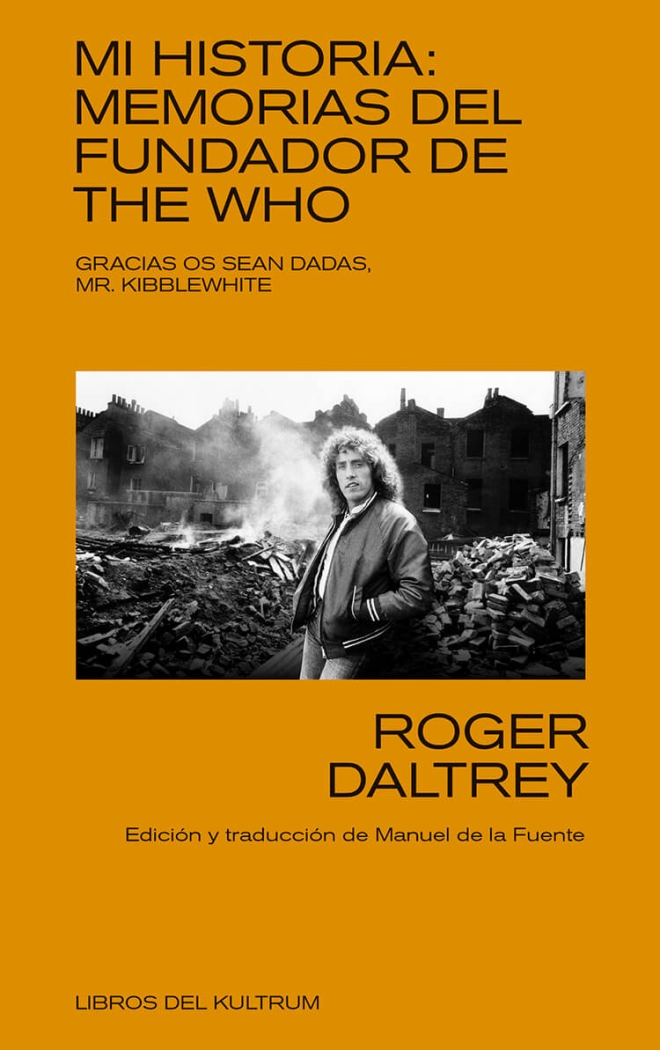 MI HISTORIA:
MEMORIAS DEL
FUNDADOR DE
THE WHO
GRACIAS OS SEAN DADAS,
MR. KIBBLEWHITE
ROGER
DALTREY
Edición y traducción de Manuel de la Fuente
LIBROS DEL KULTRUM